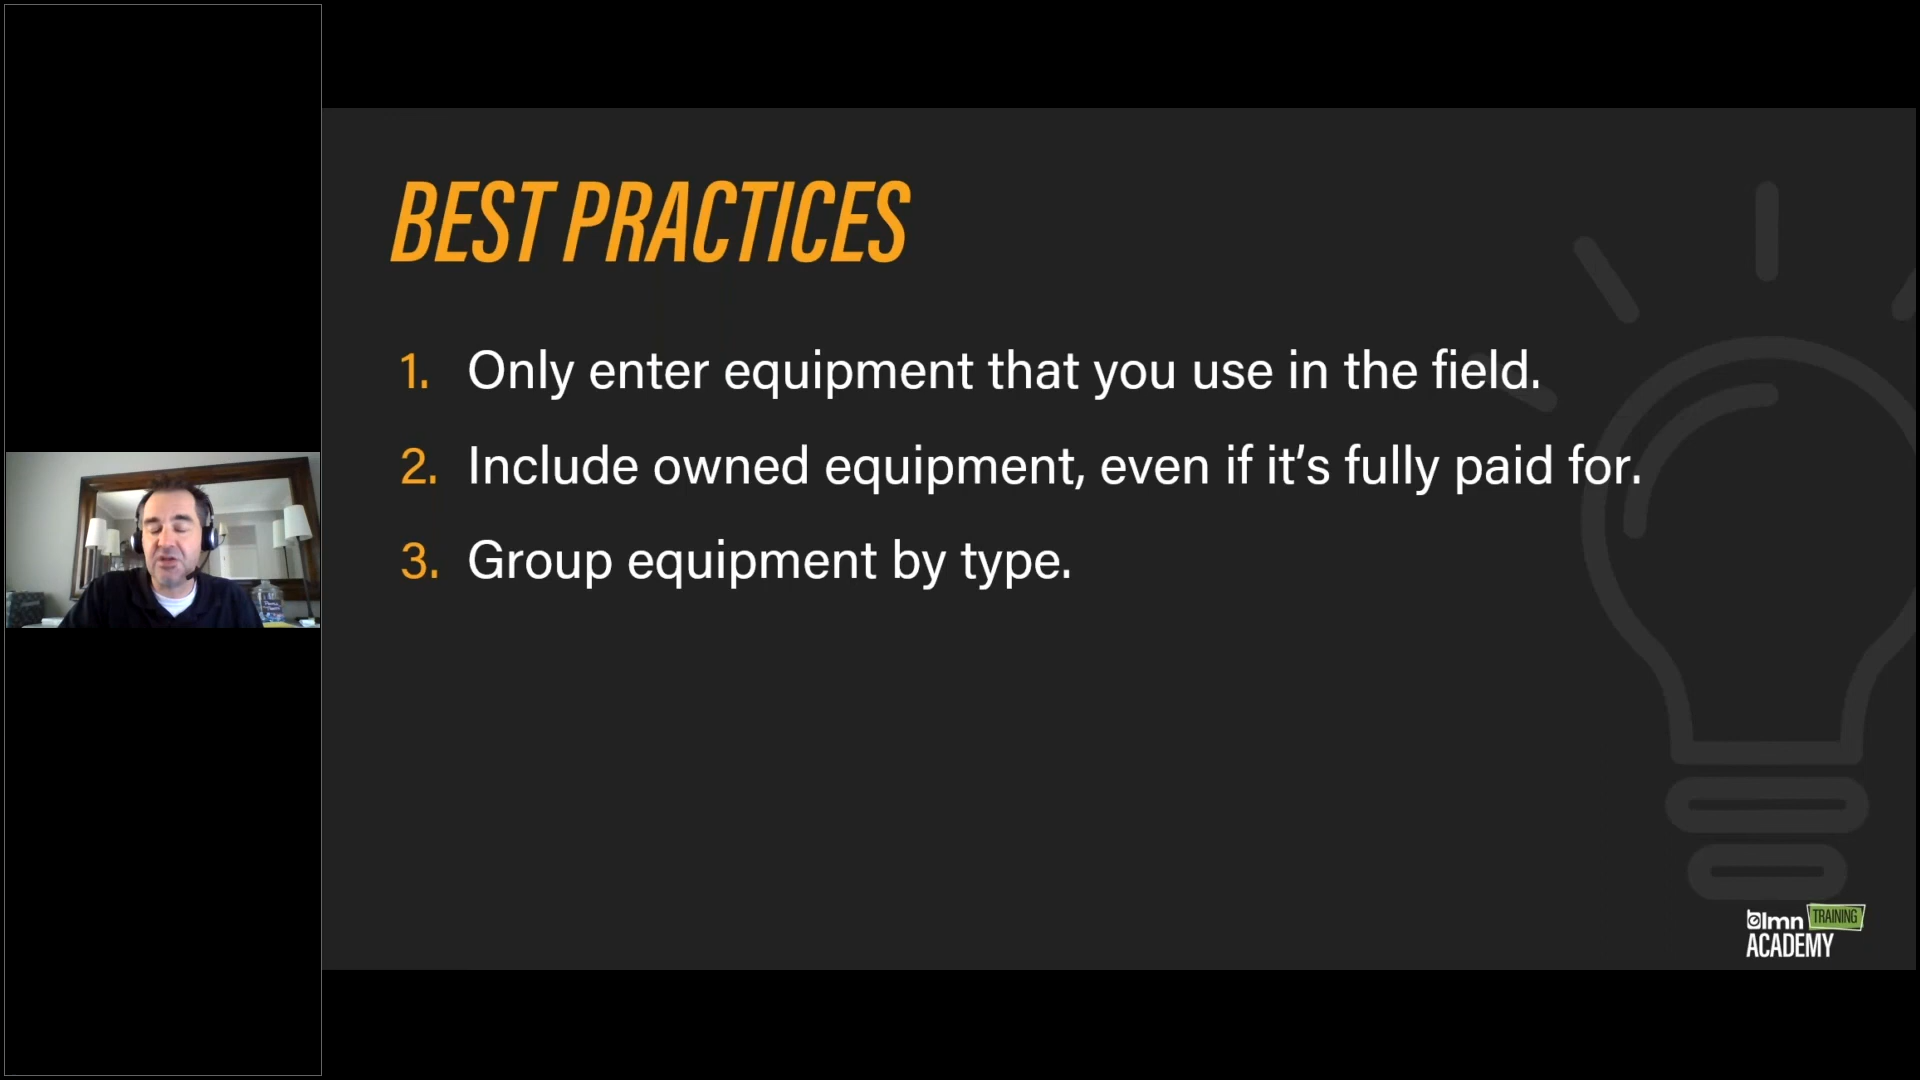 BEST PRACTICES
1. Only enter equipment that you use in the field.
2. Include owned equipment, even if it’s fully paid for.
3. Group equipment by type.
lmn TRAINING
ACADEMY